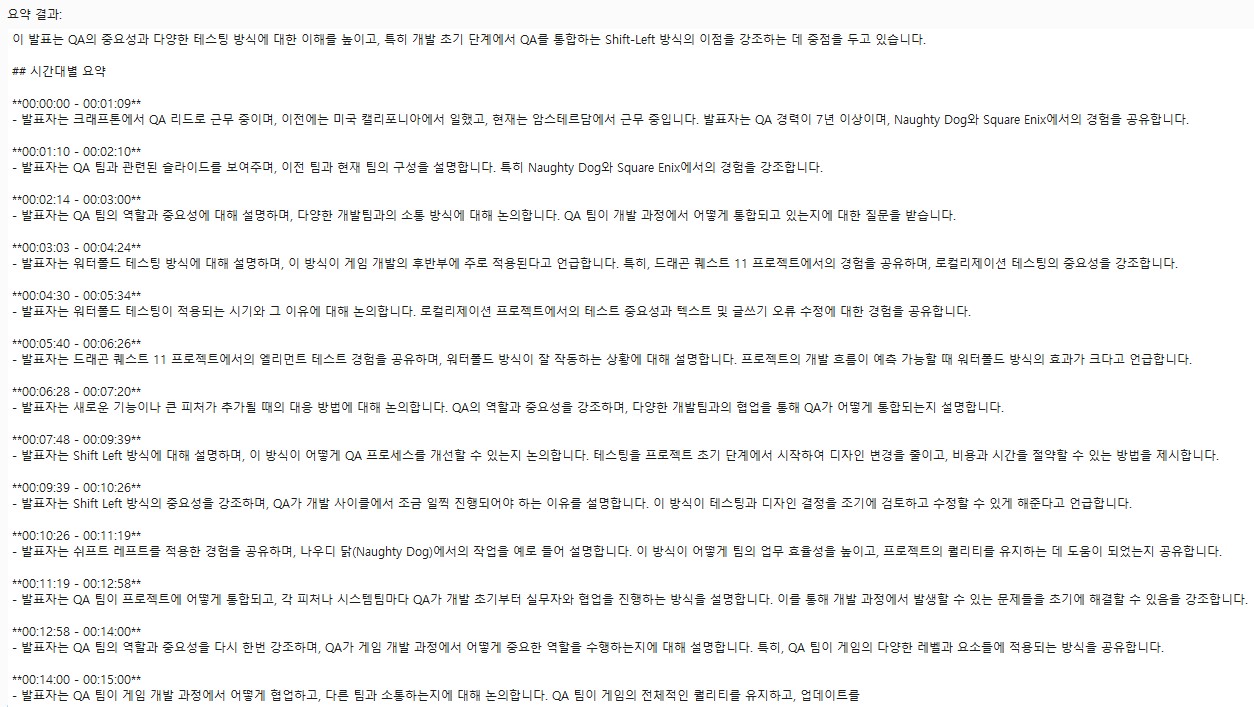 요약 결과:
이 발표는 QA의 중요성과 다양한 테스팅 방식에 대한 이해를 높이고, 특히 개발 초기 단계에서 QA를 통합하는 Shift-Left 방식의 이점을 강조하는 데 중점을 두고 있습니다.
## 시간대별 요약
**00:00:00 - 00:01:09**
- 발표자는 크래프톤에서 QA 리드로 근무 중이며, 이전에는 미국 캘리포니아에서 일했고, 현재는 암스테르담에서 근무 중입니다. 발표자는 QA 경력이 7년 이상이며, Naughty Dog와 Square Enix에서의 경험을 공유합니다.
**00:01:10 - 00:02:10**
- 발표자는 QA 팀과 관련된 슬라이드를 보여주며, 이전 팀과 현재 팀의 구성을 설명합니다. 특히 Naughty Dog와 Square Enix에서의 경험을 강조합니다.
**00:02:14 - 00:03:00**
- 발표자는 QA 팀의 역할과 중요성에 대해 설명하며, 다양한 개발팀과의 소통 방식에 대해 논의합니다. QA 팀이 개발 과정에서 어떻게 통합되고 있는지에 대한 질문을 받습니다.
**00:03:03 - 00:04:24**
- 발표자는 워터폴드 테스팅 방식에 대해 설명하며, 이 방식이 게임 개발의 후반부에 주로 적용된다고 언급합니다. 특히, 드래곤 퀘스트 11 프로젝트에서의 경험을 공유하며, 로컬리제이션 테스팅의 중요성을 강조합니다.
**00:04:30 - 00:05:34**
- 발표자는 워터폴드 테스팅이 적용되는 시기와 그 이유에 대해 논의합니다. 로컬리제이션 프로젝트에서의 테스트 중요성과 텍스트 및 글쓰기 오류 수정에 대한 경험을 공유합니다.
**00:05:40 - 00:06:26**
- 발표자는 드래곤 퀘스트 11 프로젝트에서의 엘리먼트 테스트 경험을 공유하며, 워터폴드 방식이 잘 작동하는 상황에 대해 설명합니다. 프로젝트의 개발 흐름이 예측 가능할 때 워터폴드 방식의 효과가 크다고 언급합니다.
**00:06:28 - 00:07:20**
- 발표자는 새로운 기능이나 큰 피처가 추가될 때의 대응 방법에 대해 논의합니다. QA의 역할과 중요성을 강조하며, 다양한 개발팀과의 협업을 통해 QA가 어떻게 통합되는지 설명합니다.
**00:07:48 - 00:09:39**
- 발표자는 Shift Left 방식에 대해 설명하며, 이 방식이 어떻게 QA 프로세스를 개선할 수 있는지 논의합니다. 테스팅을 프로젝트 초기 단계에서 시작하여 디자인 변경을 줄이고, 비용과 시간을 절약할 수 있는 방법을 제시합니다.
**00:09:39 - 00:10:26**
- 발표자는 Shift Left 방식의 중요성을 강조하며, QA가 개발 사이클에서 조금 일찍 진행되어야 하는 이유를 설명합니다. 이 방식이 테스팅과 디자인 결정을 조기에 검토하고 수정할 수 있게 해준다고 언급합니다.
**00:10:26 - 00:11:19**
- 발표자는 쉬프트 레프트를 적용한 경험을 공유하며, 나우디 닭(Naughty Dog)에서의 작업을 예로 들어 설명합니다. 이 방식이 어떻게 팀의 업무 효율성을 높이고, 프로젝트의 퀄리티를 유지하는 데 도움이 되었는지 공유합니다.
**00:11:19 - 00:12:58**
- 발표자는 QA 팀이 프로젝트에 어떻게 통합되고, 각 피처나 시스템팀마다 QA가 개발 초기부터 실무자와 협업을 진행하는 방식을 설명합니다. 이를 통해 개발 과정에서 발생할 수 있는 문제들을 초기에 해결할 수 있음을 강조합니다.
**00:12:58 - 00:14:00**
- 발표자는 QA 팀의 역할과 중요성을 다시 한번 강조하며, QA가 게임 개발 과정에서 어떻게 중요한 역할을 수행하는지에 대해 설명합니다. 특히, QA 팀이 게임의 다양한 레벨과 요소들에 적용되는 방식을 공유합니다.
**00:14:00 - 00:15:00**
- 발표자는 QA 팀이 게임 개발 과정에서 어떻게 협업하고, 다른 팀과 소통하는지에 대해 논의합니다. QA 팀이 게임의 전체적인 퀄리티를 유지하고, 업데이트를